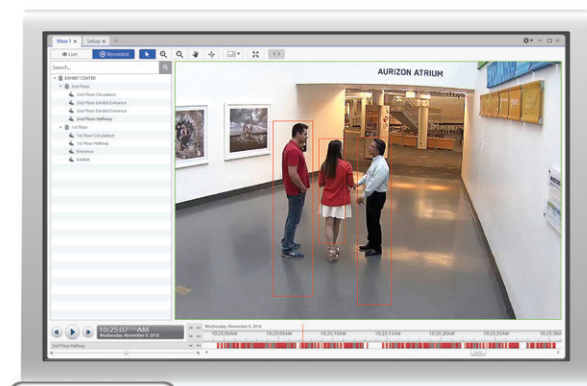 View 1 × Setup × +
Live Recorded
Search...
EXHIBIT CENTER
2nd Floor
2nd Floor Circulation
2nd Floor Exhibit Entrance
2nd Floor Exhibit Entrance
2nd Floor Hallway
1st Floor
1st Floor Circulation
1st Floor Hallway
Entrance
Exhibit
AURIZON ATRIUM
10:25:07 AM
Wednesday, November 9, 2016
Wednesday, November 9, 2016
10:25:00AM 10:25:05AM 10:25:10AM 10:25:15AM 10:25:20AM 10:25:25AM 10:25:30A
2nd Floor Hallway